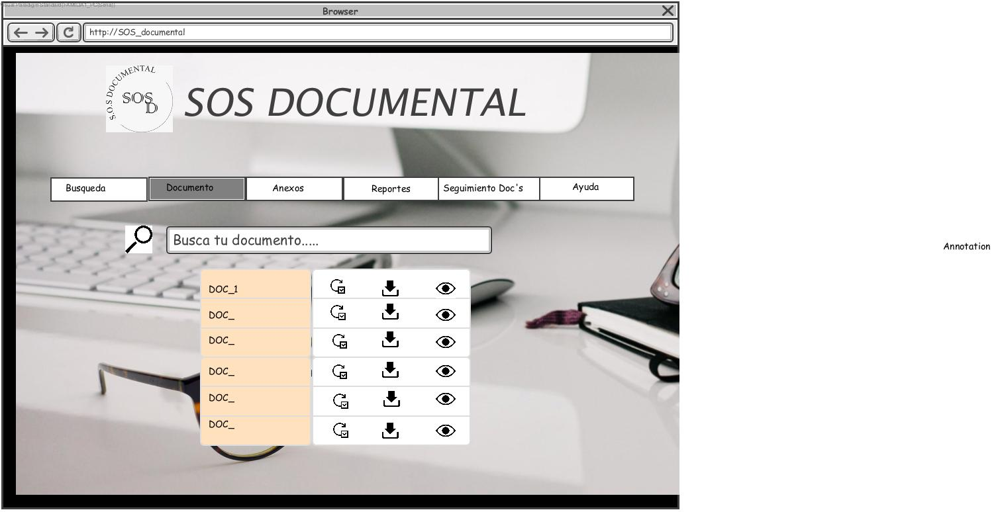 Visual Paradigm Standard(FAMIDA1_PC(Sena))
Browser
http://SOS_documental
S.O.S DOCUMENTAL
SOS
D
SOS DOCUMENTAL
Busqueda
Documento
Anexos
Reportes
Seguimiento Doc's
Ayuda
Busca tu documento.....
Annotation
DOC_1
DOC_
DOC_
DOC_
DOC_
DOC_